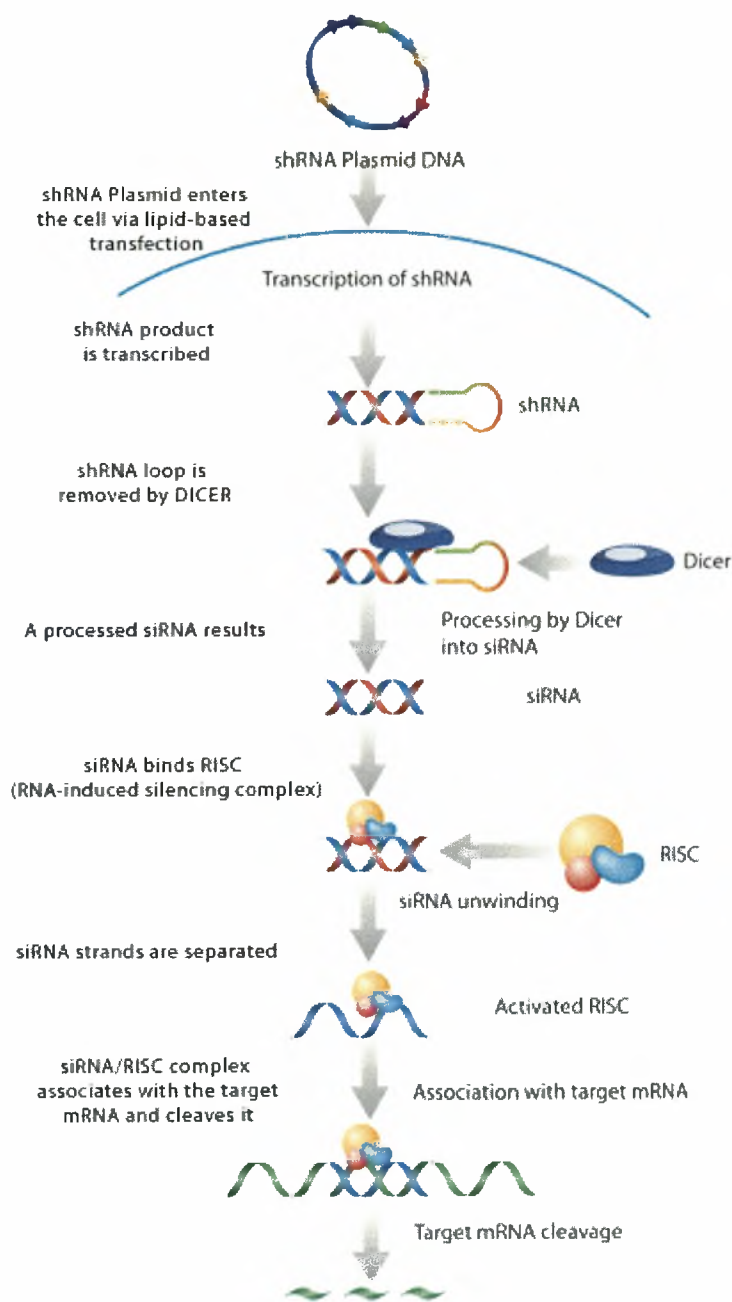 shRNA Plasmid DNA
shRNA Plasmid enters
the cell via lipid-based
transfection
Transcription of shRNA
shRNA product
is transcribed
shRNA
shRNA loop is
removed by DICER
Dicer
A processed siRNA results
Processing by Dicer
into siRNA
siRNA
siRNA binds RISC
(RNA-induced silencing complex)
RISC
siRNA unwinding
siRNA strands are separated
Activated RISC
siRNA/RISC complex
associates with the target
mRNA and cleaves it
Association with target mRNA
Target mRNA cleavage